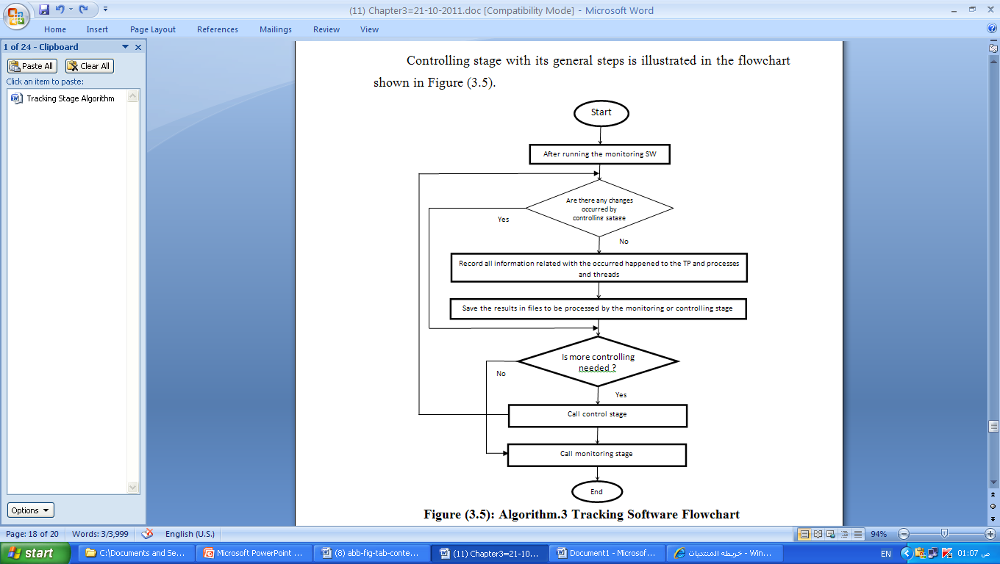 (11) Chapter3=21-10-2011.doc [Compatibility Mode] - Microsoft Word
Home Insert Page Layout References Mailings Review View
1 of 24 - Clipboard
Paste All Clear All
Click an item to paste:
Tracking Stage Algorithm
Options
Controlling stage with its general steps is illustrated in the flowchart
shown in Figure (3.5).
Start
After running the monitoring SW
Are there any changes
occurred by
controlling satage
Yes
No
Record all information related with the occurred happened to the TP and processes
and threads
Save the results in files to be processed by the monitoring or controlling stage
Is more controlling
needed ?
No
Yes
Call control stage
Call monitoring stage
End
Figure (3.5): Algorithm.3 Tracking Software Flowchart
Page: 18 of 20 Words: 3/3,999 English (U.S.) 94%
start C:\Documents and Se... Microsoft PowerPoint ... (8) abb-fig-tab-conte... (11) Chapter3=21-10... Document1 - Microsof... خريطه المنتديات - Win... EN 01:07 ص